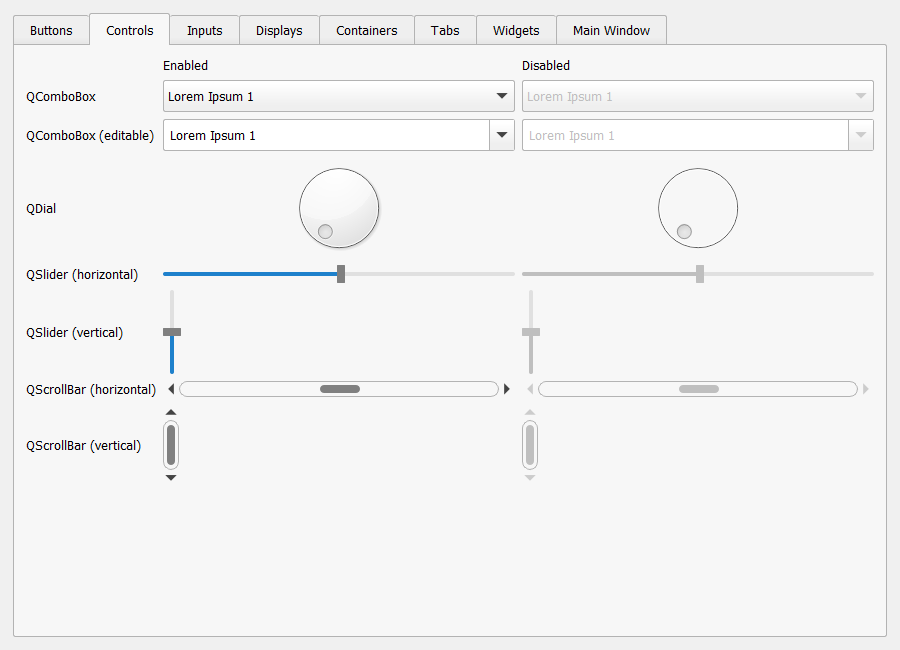 Buttons Controls Inputs Displays Containers Tabs Widgets Main Window
Enabled Disabled
QComboBox Lorem Ipsum 1 Lorem Ipsum 1
QComboBox (editable) Lorem Ipsum 1 Lorem Ipsum 1
QDial
QSlider (horizontal)
QSlider (vertical)
QScrollBar (horizontal)
QScrollBar (vertical)